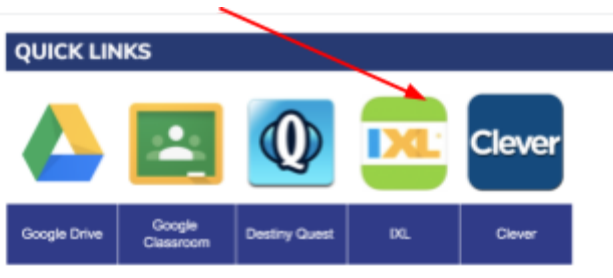 QUICK LINKS
Q
IXL
Clever
Google Drive
Google
Classroom
Destiny Quest
IXL
Clever